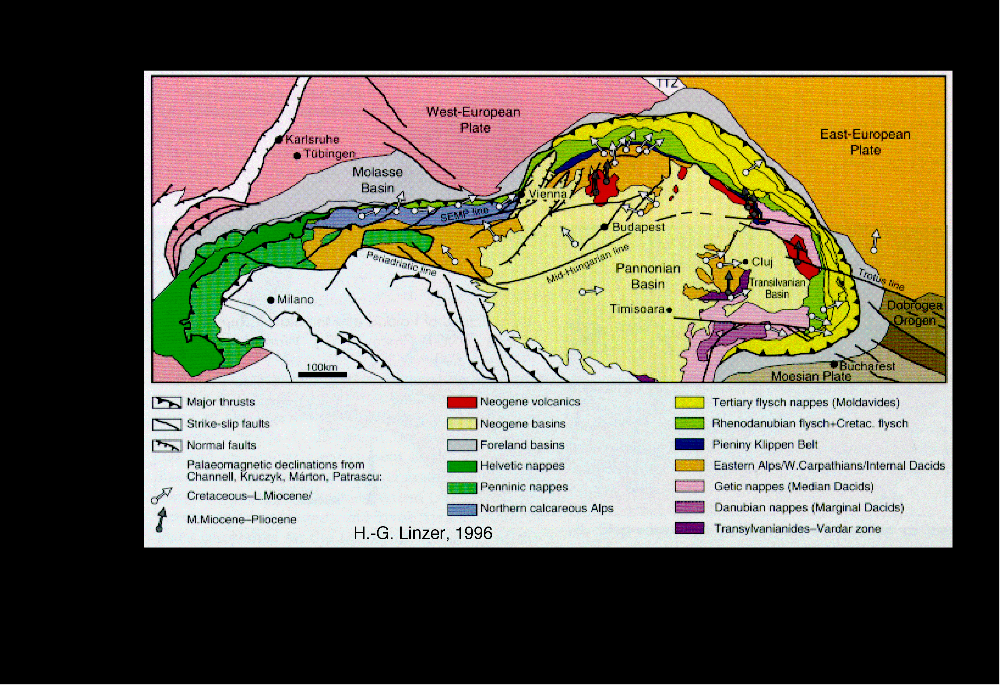 TTZ
West-European
Plate
East-European
Plate
Karlsruhe
Tübingen
Molasse
Basin
Vienna
SEMP line
Budapest
Periadriatic line
Mid-Hungarian line
Pannonian
Basin
Cluj
Transilvanian
Basin
Trotus line
Milano
Timisoara
Dobrogea
Orogen
100km
Bucharest
Moesian Plate
Major thrusts
Strike-slip faults
Normal faults
Palaeomagnetic declinations from
Channell, Kruczyk, Márton, Patrascu:
Cretaceous–L.Miocene/
M.Miocene–Pliocene
Neogene volcanics
Neogene basins
Foreland basins
Helvetic nappes
Penninic nappes
Northern calcareous Alps
Tertiary flysch nappes (Moldavides)
Rhenodanubian flysch+Cretac. flysch
Pieniny Klippen Belt
Eastern Alps/W.Carpathians/Internal Dacids
Getic nappes (Median Dacids)
Danubian nappes (Marginal Dacids)
Transylvanianides–Vardar zone
H.-G. Linzer, 1996